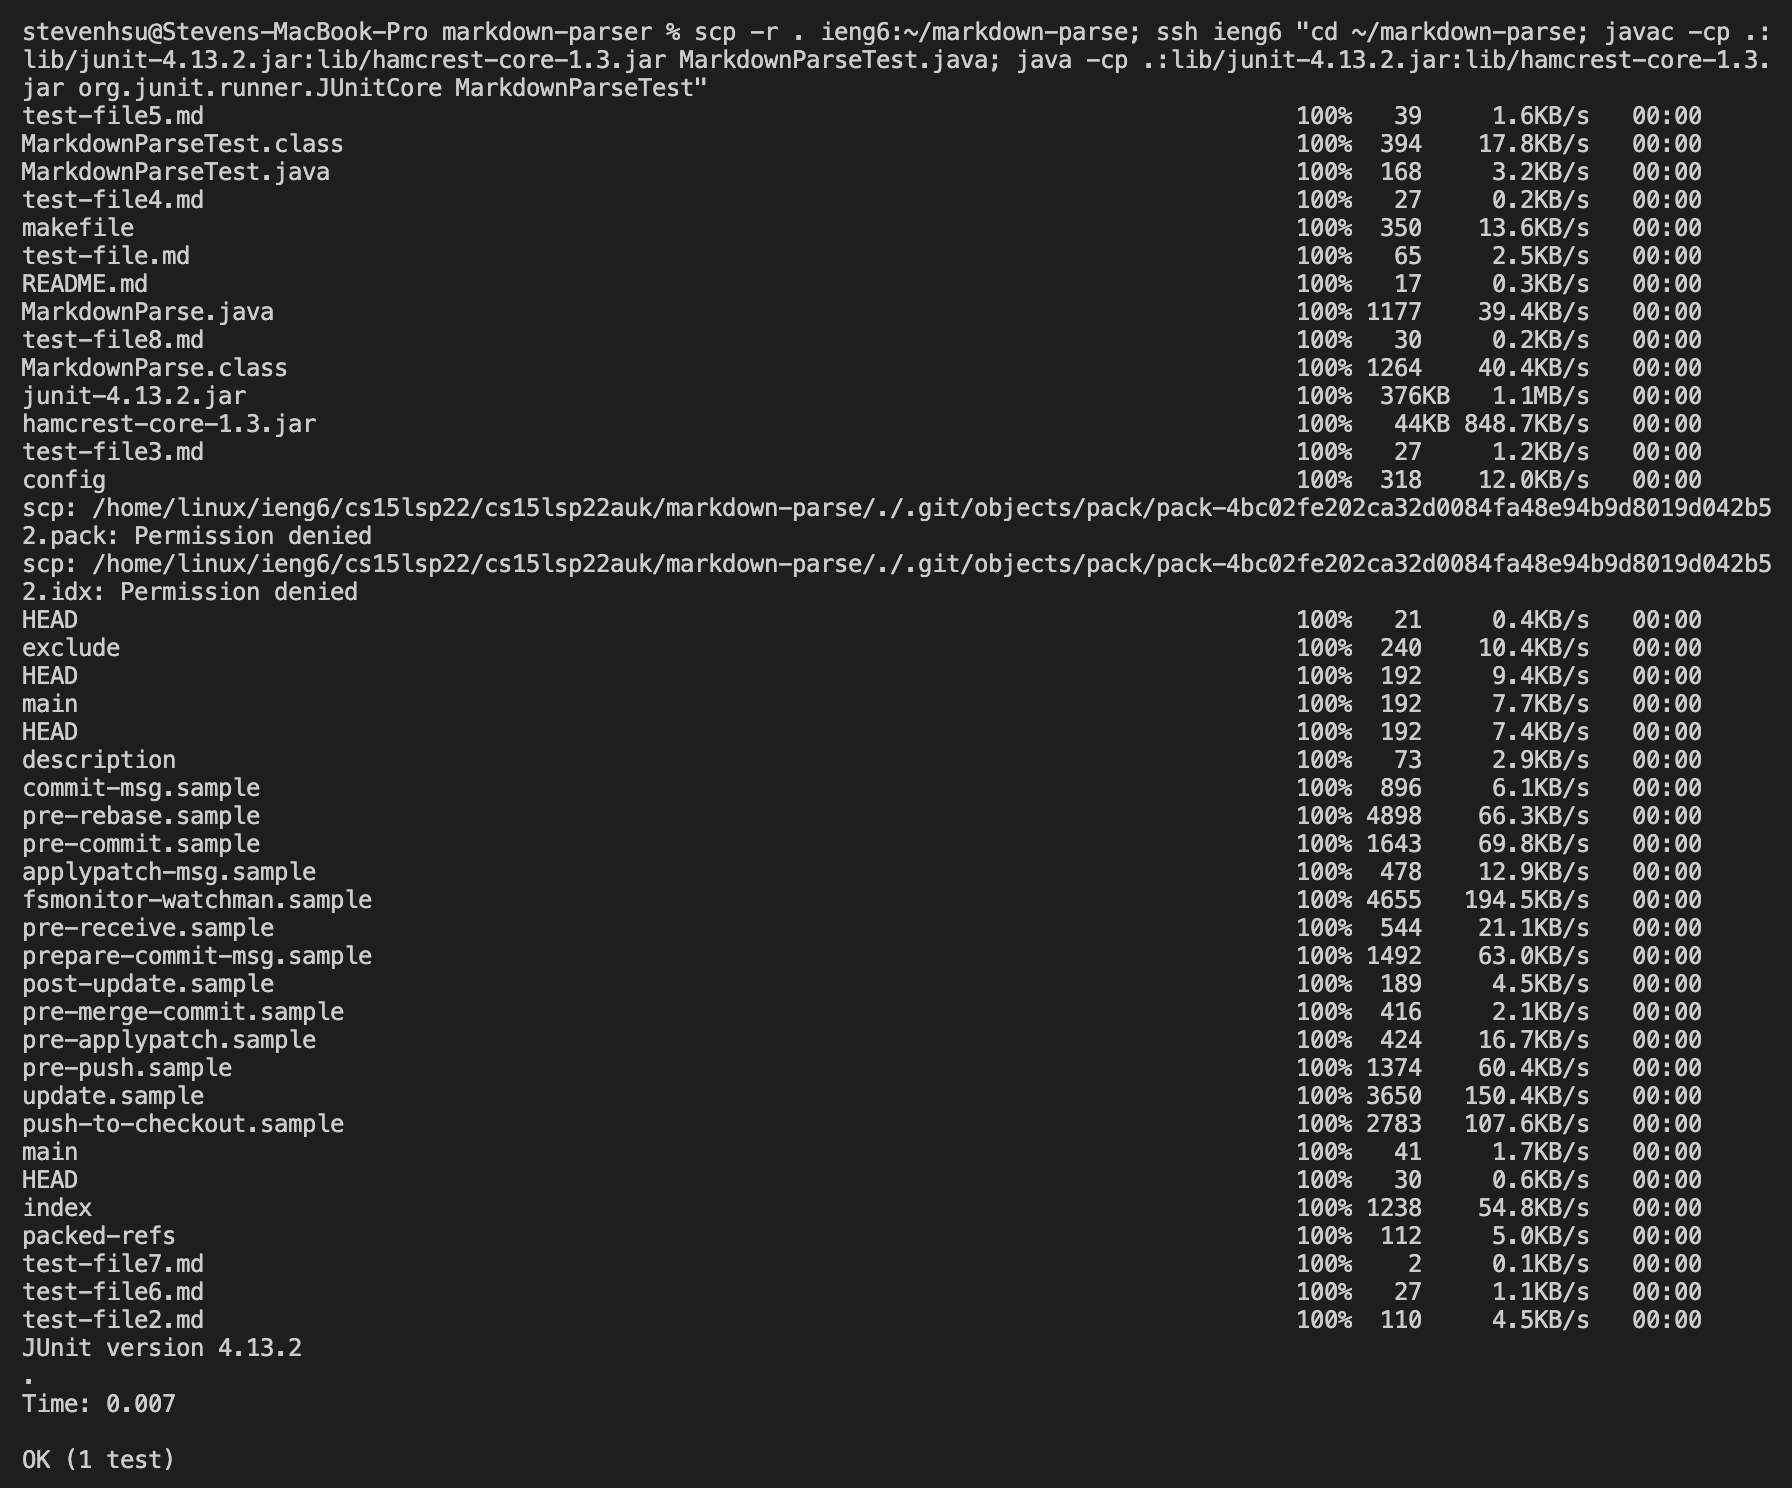 stevenhsu@Stevens-MacBook-Pro markdown-parser % scp -r . ieng6:~/markdown-parse; ssh ieng6 "cd ~/markdown-parse; javac -cp .:
lib/junit-4.13.2.jar:lib/hamcrest-core-1.3.jar MarkdownParseTest.java; java -cp .:lib/junit-4.13.2.jar:lib/hamcrest-core-1.3.
jar org.junit.runner.JUnitCore MarkdownParseTest"
test-file5.md 100% 39 1.6KB/s 00:00
MarkdownParseTest.class 100% 394 17.8KB/s 00:00
MarkdownParseTest.java 100% 168 3.2KB/s 00:00
test-file4.md 100% 27 0.2KB/s 00:00
makefile 100% 350 13.6KB/s 00:00
test-file.md 100% 65 2.5KB/s 00:00
README.md 100% 17 0.3KB/s 00:00
MarkdownParse.java 100% 1177 39.4KB/s 00:00
test-file8.md 100% 30 0.2KB/s 00:00
MarkdownParse.class 100% 1264 40.4KB/s 00:00
junit-4.13.2.jar 100% 376KB 1.1MB/s 00:00
hamcrest-core-1.3.jar 100% 44KB 848.7KB/s 00:00
test-file3.md 100% 27 1.2KB/s 00:00
config 100% 318 12.0KB/s 00:00
scp: /home/linux/ieng6/cs15lsp22/cs15lsp22auk/markdown-parse/./.git/objects/pack/pack-4bc02fe202ca32d0084fa48e94b9d8019d042b5
2.pack: Permission denied
scp: /home/linux/ieng6/cs15lsp22/cs15lsp22auk/markdown-parse/./.git/objects/pack/pack-4bc02fe202ca32d0084fa48e94b9d8019d042b5
2.idx: Permission denied
HEAD 100% 21 0.4KB/s 00:00
exclude 100% 240 10.4KB/s 00:00
HEAD 100% 192 9.4KB/s 00:00
main 100% 192 7.7KB/s 00:00
HEAD 100% 192 7.4KB/s 00:00
description 100% 73 2.9KB/s 00:00
commit-msg.sample 100% 896 6.1KB/s 00:00
pre-rebase.sample 100% 4898 66.3KB/s 00:00
pre-commit.sample 100% 1643 69.8KB/s 00:00
applypatch-msg.sample 100% 478 12.9KB/s 00:00
fsmonitor-watchman.sample 100% 4655 194.5KB/s 00:00
pre-receive.sample 100% 544 21.1KB/s 00:00
prepare-commit-msg.sample 100% 1492 63.0KB/s 00:00
post-update.sample 100% 189 4.5KB/s 00:00
pre-merge-commit.sample 100% 416 2.1KB/s 00:00
pre-applypatch.sample 100% 424 16.7KB/s 00:00
pre-push.sample 100% 1374 60.4KB/s 00:00
update.sample 100% 3650 150.4KB/s 00:00
push-to-checkout.sample 100% 2783 107.6KB/s 00:00
main 100% 41 1.7KB/s 00:00
HEAD 100% 30 0.6KB/s 00:00
index 100% 1238 54.8KB/s 00:00
packed-refs 100% 112 5.0KB/s 00:00
test-file7.md 100% 2 0.1KB/s 00:00
test-file6.md 100% 27 1.1KB/s 00:00
test-file2.md 100% 110 4.5KB/s 00:00
JUnit version 4.13.2
.
Time: 0.007
OK (1 test)